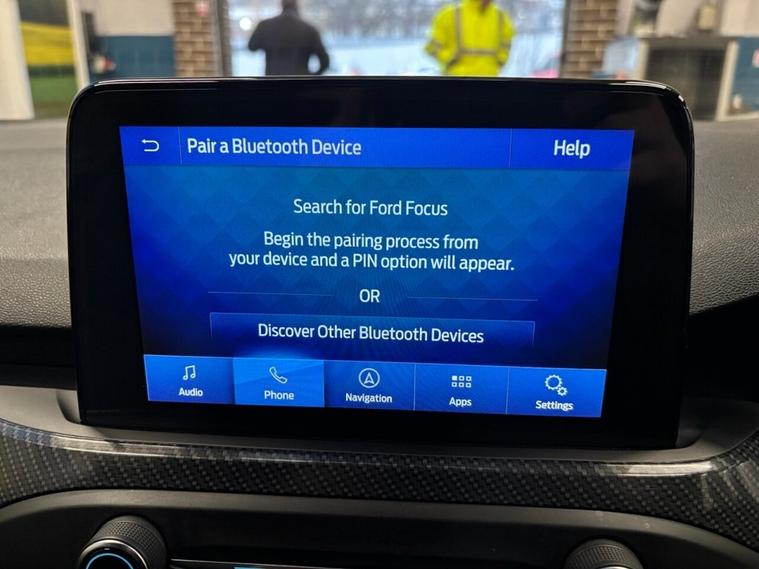 Pair a Bluetooth Device
Help
Search for Ford Focus
Begin the pairing process from
your device and a PIN option will appear.
OR
Discover Other Bluetooth Devices
Audio
Phone
Navigation
Apps
Settings